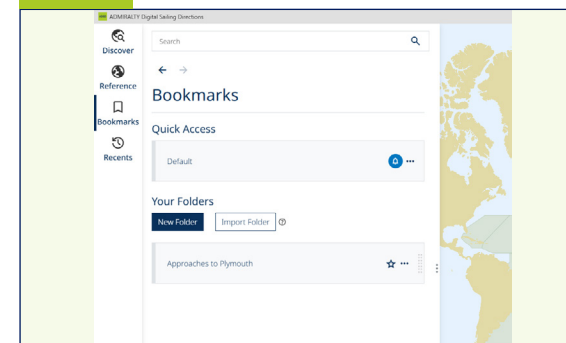 ADMIRALTY Digital Sailing Directions
Discover
Reference
Bookmarks
Recents
Search
Bookmarks
Quick Access
Default
Your Folders
New Folder
Import Folder
Approaches to Plymouth